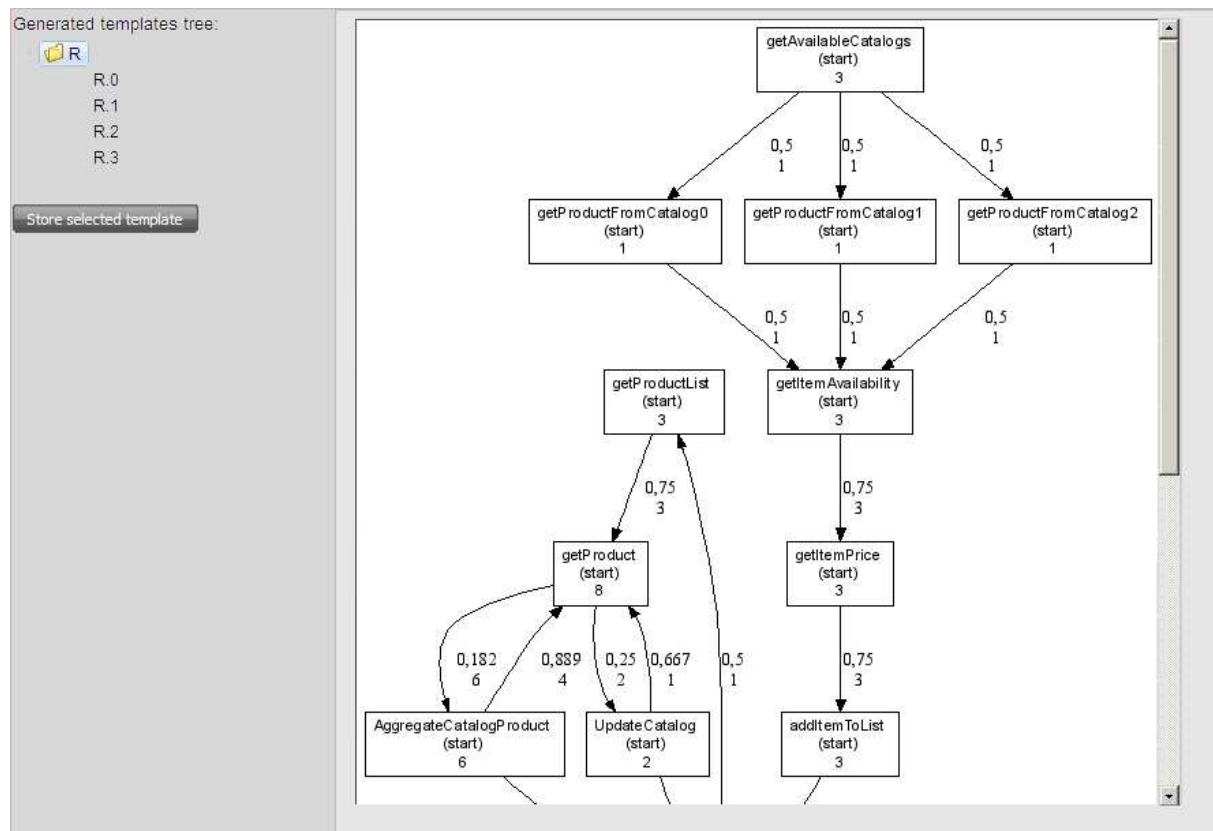 Generated templates tree:
R
R.0
R.1
R.2
R.3
Store selected template
getAvailableCatalogs
(start)
3
0,5
1
0,5
1
0,5
1
getProductFromCatalog0
(start)
1
getProductFromCatalog1
(start)
1
getProductFromCatalog2
(start)
1
0,5
1
0,5
1
0,5
1
getProductList
(start)
3
getItemAvailability
(start)
3
0,75
3
0,75
3
getProduct
(start)
8
getItemPrice
(start)
3
0,182
6
0,889
4
0,25
2
0,667
1
0,5
1
0,75
3
AggregateCatalogProduct
(start)
6
UpdateCatalog
(start)
2
addItemToList
(start)
3